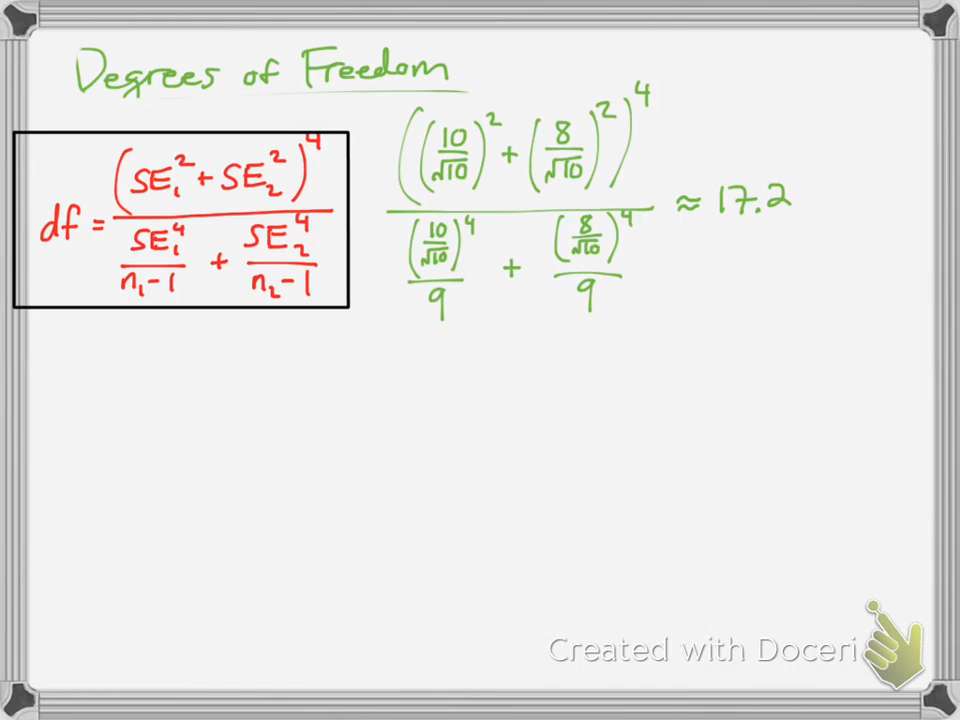 Degrees of Freedom
df = (SE₁² + SE₂²)⁴ / (SE₁⁴/(n₁-1) + SE₂⁴/(n₂-1))
((10/√10)² + (8/√10)²)⁴ / ((10/√10)⁴/9 + (8/√10)⁴/9) ≈ 17.2
Created with Doceri